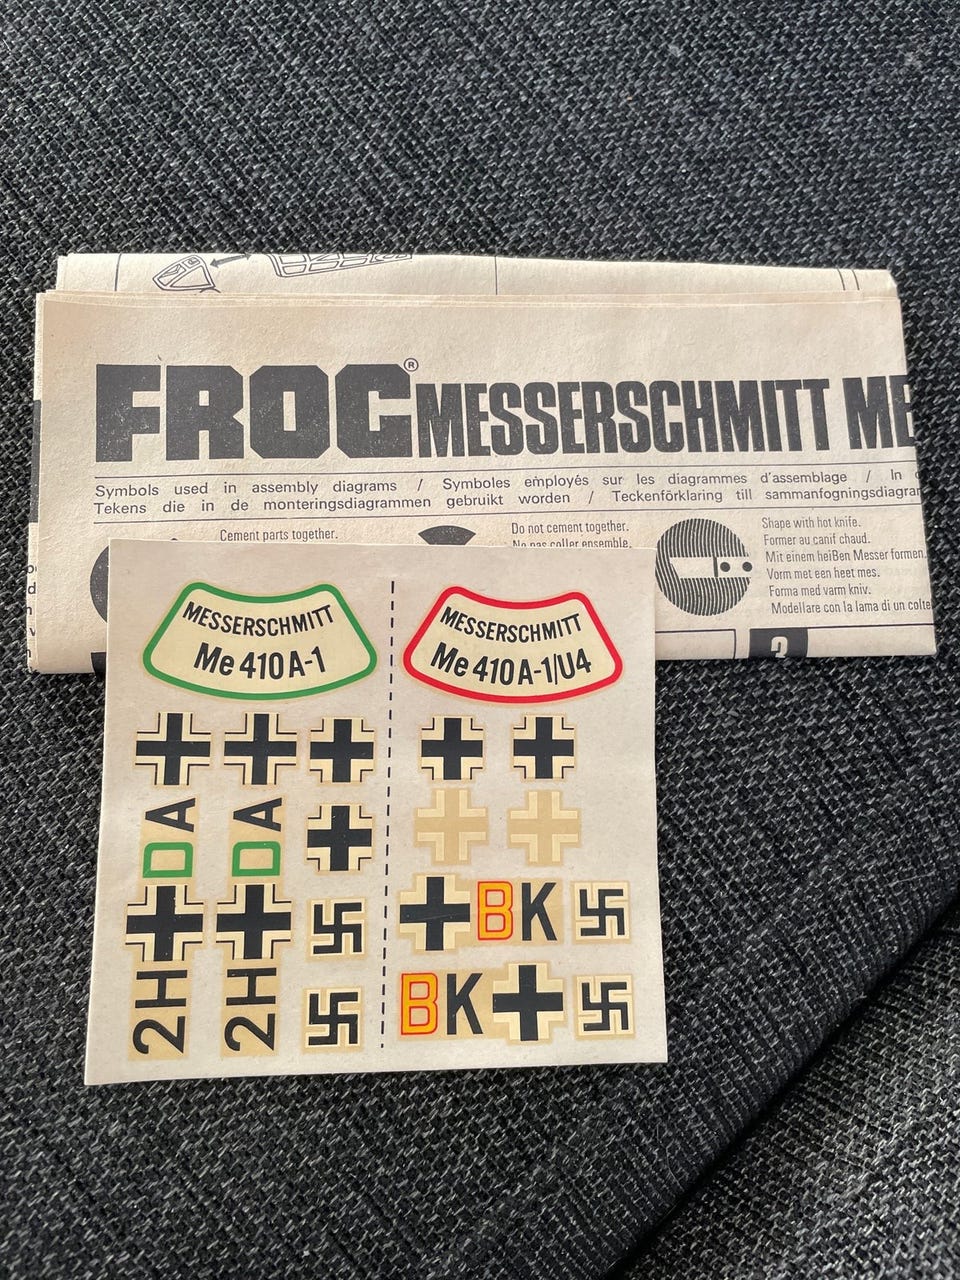 FROG® MESSERSCHMITT ME
Symbols used in assembly diagrams / Symboles employés sur les diagrammes d'assemblage / In
Tekens die in de monteringsdiagrammen gebruikt worden / Teckenförklaring till sammanfogningsdiagrar
Cement parts together.
Do not cement together.
Ne pas coller ensemble.
Shape with hot knife.
Former au canif chaud.
Mit einem heißen Messer formen.
Vorm met een heet mes.
Forma med varm kniv.
Modellare con la lama di un colte
3
MESSERSCHMITT
Me 410 A-1
DA
DA
2H
2H
MESSERSCHMITT
Me 410 A-1/U4
BK
BK